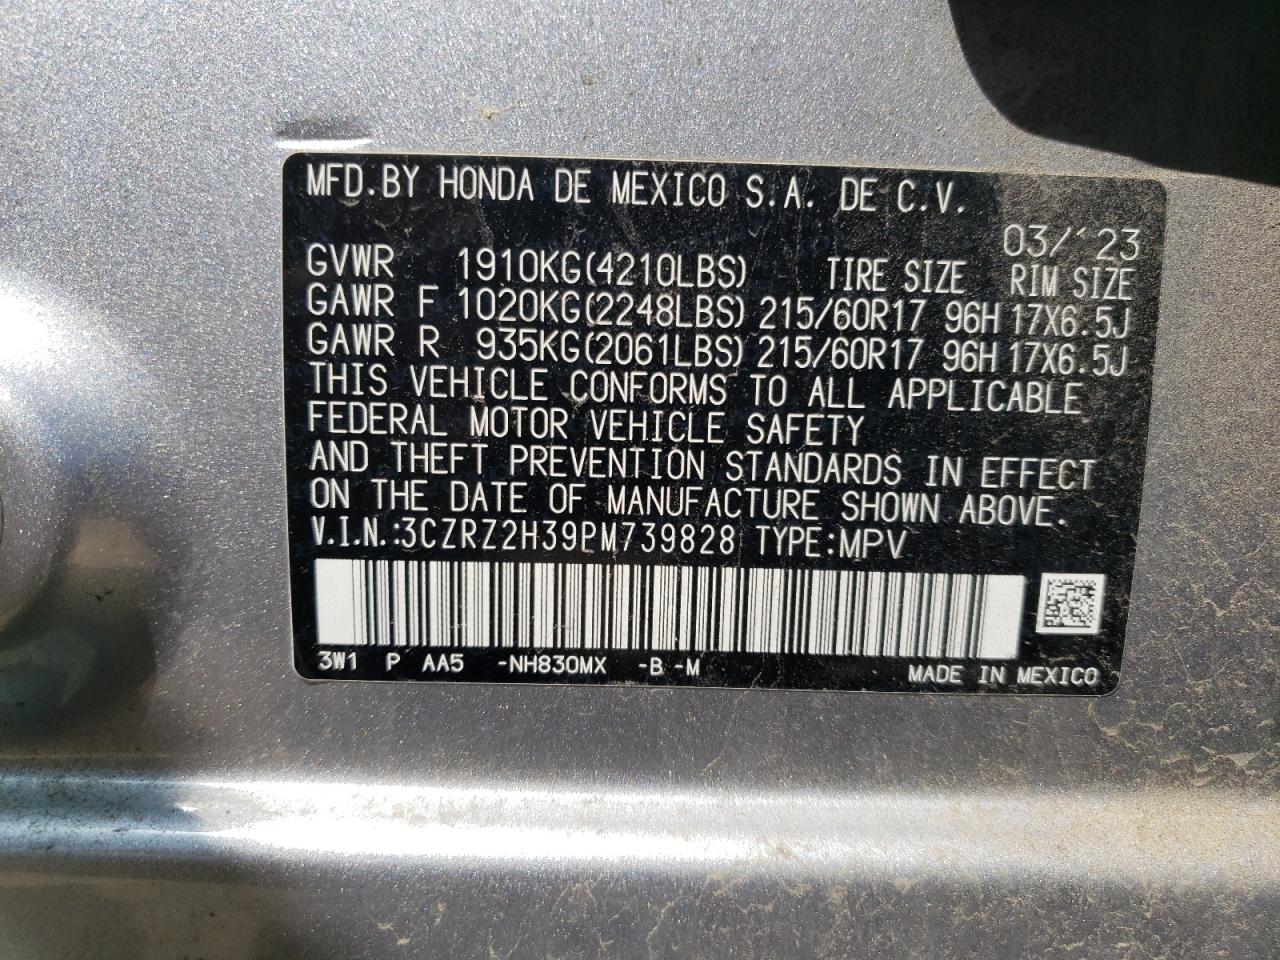 MFD.BY HONDA DE MEXICO S.A. DE C.V.
03/'23
GVWR 1910KG(4210LBS) TIRE SIZE RIM SIZE
GAWR F 1020KG(2248LBS) 215/60R17 96H 17X6.5J
GAWR R 935KG(2061LBS) 215/60R17 96H 17X6.5J
THIS VEHICLE CONFORMS TO ALL APPLICABLE
FEDERAL MOTOR VEHICLE SAFETY
AND THEFT PREVENTION STANDARDS IN EFFECT
ON THE DATE OF MANUFACTURE SHOWN ABOVE.
V.I.N.:3CZRZ2H39PM739828 TYPE:MPV
3W1 P AA5 -NH830MX -B -M MADE IN MEXICO